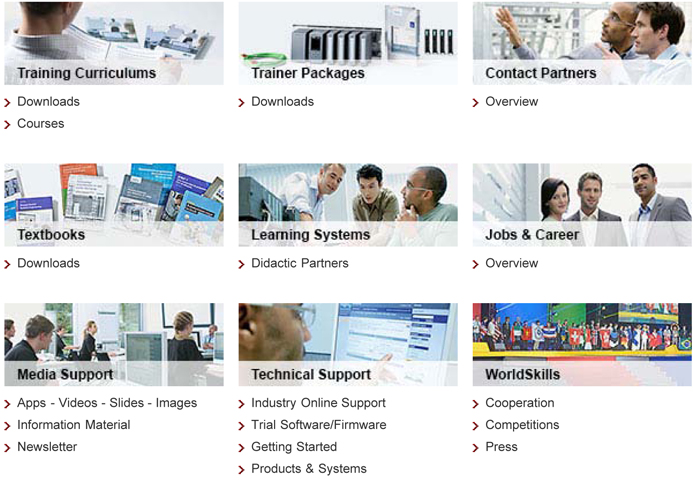 Training Curriculums
Downloads
Courses
Trainer Packages
Downloads
Contact Partners
Overview
Textbooks
Downloads
Learning Systems
Didactic Partners
Jobs & Career
Overview
Media Support
Apps - Videos - Slides - Images
Information Material
Newsletter
Technical Support
Industry Online Support
Trial Software/Firmware
Getting Started
Products & Systems
WorldSkills
Cooperation
Competitions
Press